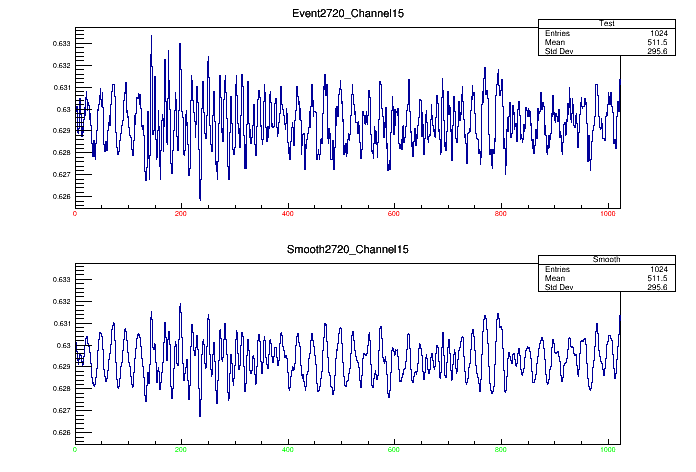 Event2720_Channel15
Test
Entries 1024
Mean 511.5
Std Dev 295.6
0.633
0.632
0.631
0.63
0.629
0.628
0.627
0.626
0 200 400 600 800 1000
Smooth2720_Channel15
Smooth
Entries 1024
Mean 511.5
Std Dev 295.6
0.633
0.632
0.631
0.63
0.629
0.628
0.627
0.626
0 200 400 600 800 1000